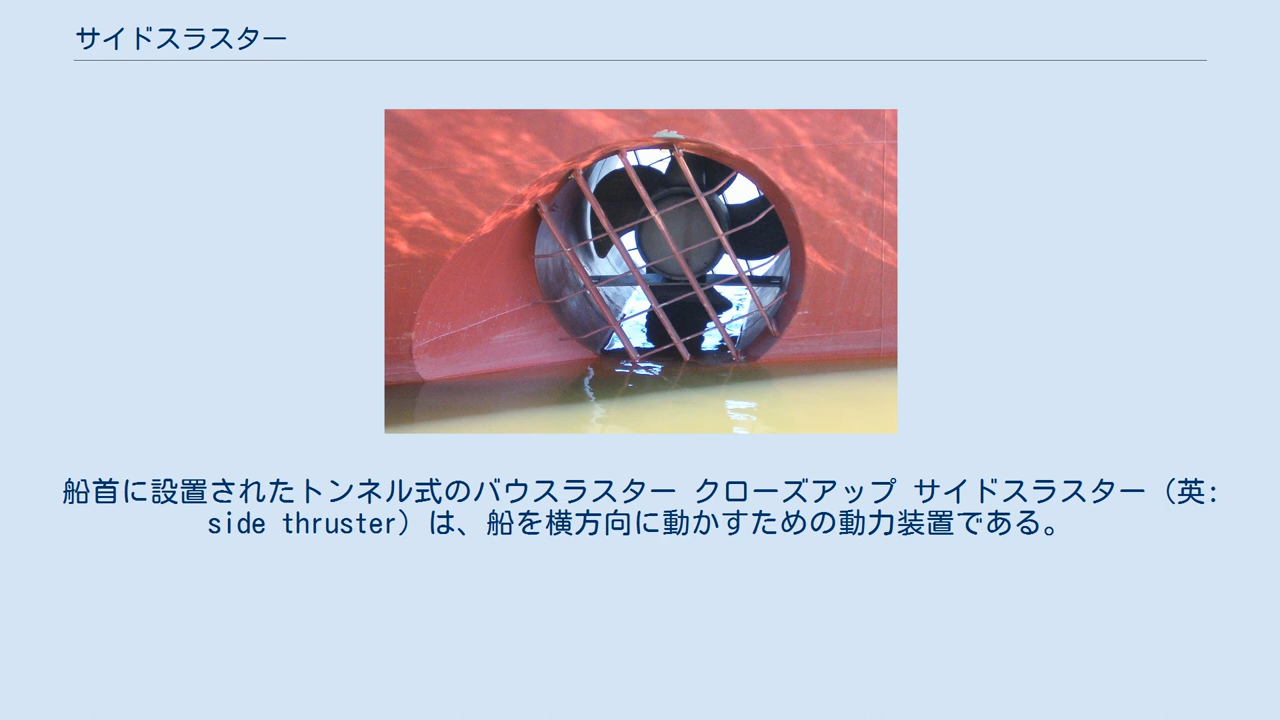 サイドスラスター
船首に設置されたトンネル式のバウスラスター クローズアップ サイドスラスター（英:
side thruster）は、船を横方向に動かすための動力装置である。